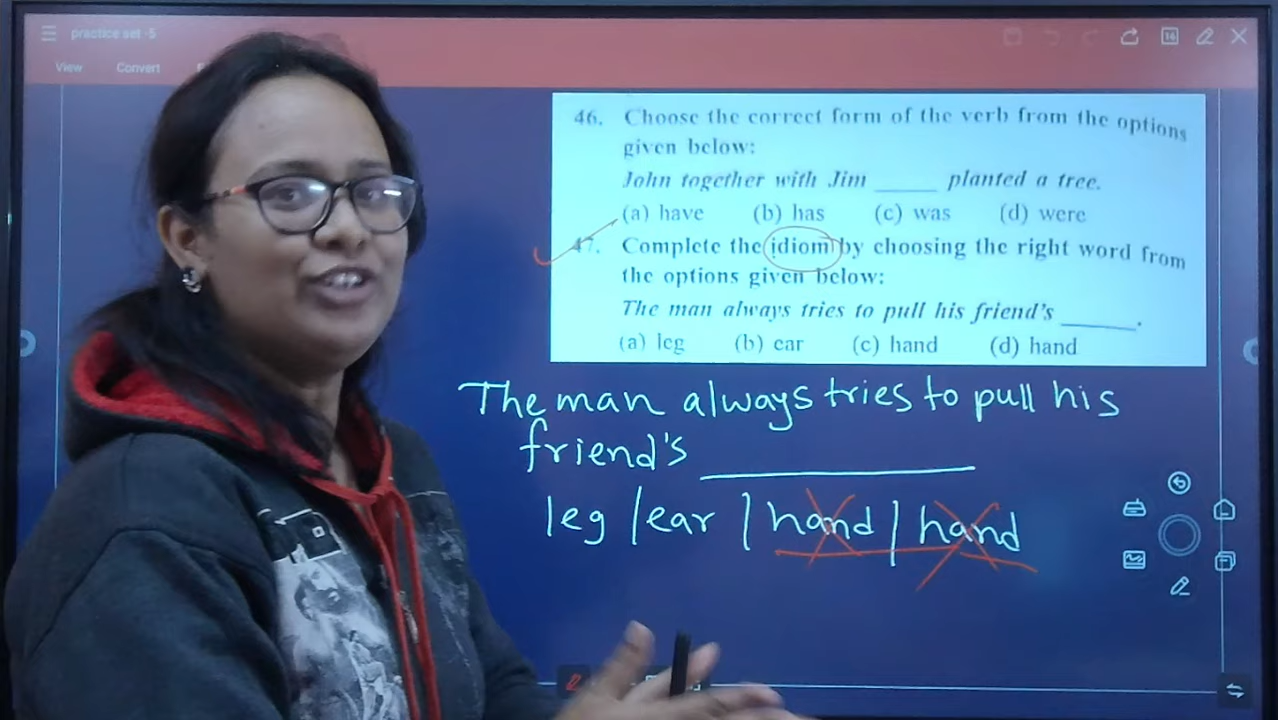 practice set -5
View Convert
46. Choose the correct form of the verb from the options
given below:
John together with Jim _____ planted a tree.
(a) have (b) has (c) was (d) were
47. Complete the idiom by choosing the right word from
the options given below:
The man always tries to pull his friend's ______.
(a) leg (b) ear (c) hand (d) hand
The man always tries to pull his
friend's __________
leg / ear / hand / hand